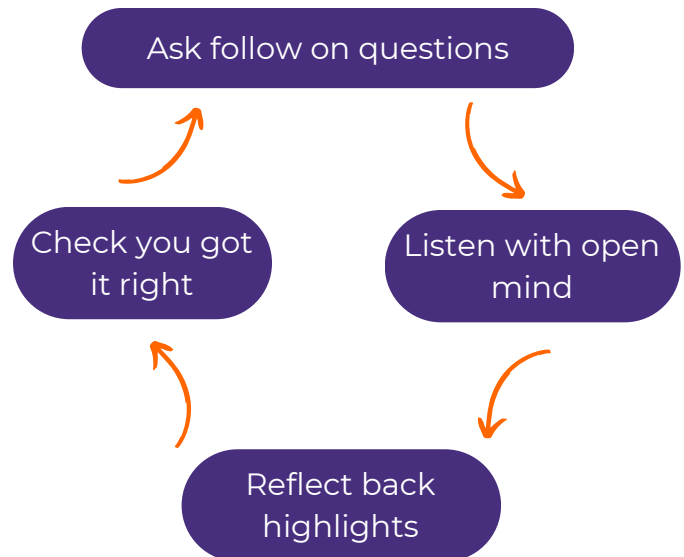 Ask follow on questions
Listen with open
mind
Reflect back
highlights
Check you got
it right